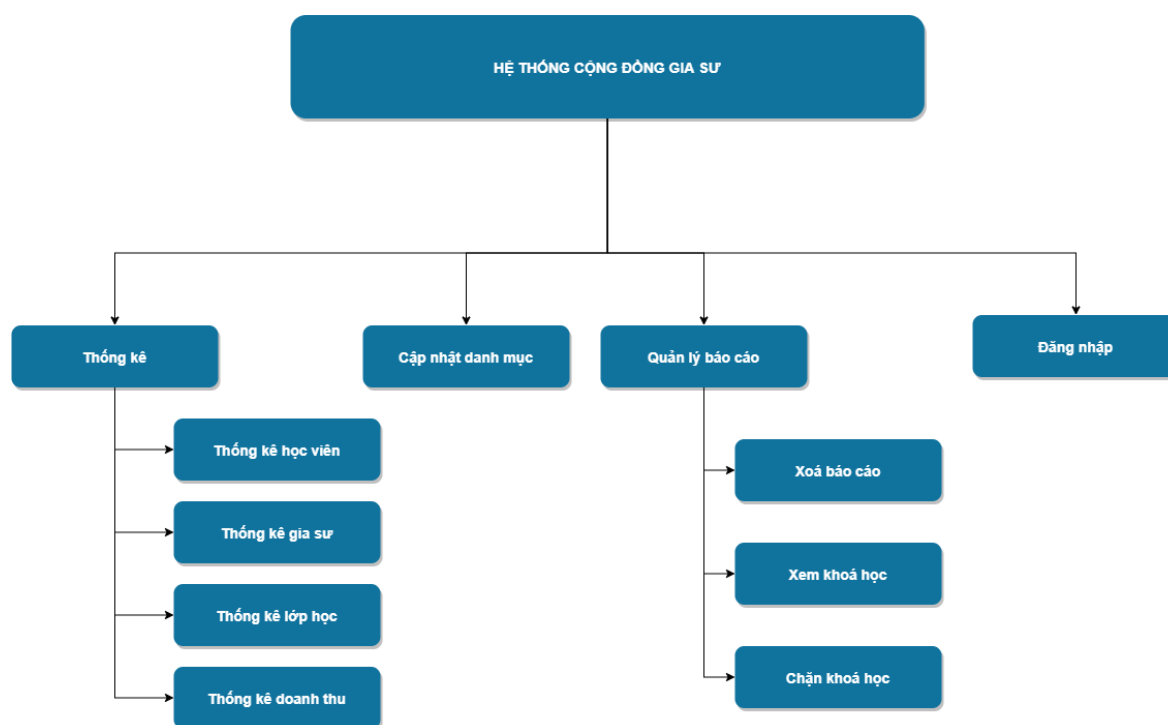 HỆ THỐNG CỘNG ĐỒNG GIA SƯ
Thống kê
Cập nhật danh mục
Quản lý báo cáo
Đăng nhập
Thống kê học viên
Thống kê gia sư
Thống kê lớp học
Thống kê doanh thu
Xoá báo cáo
Xem khoá học
Chặn khoá học